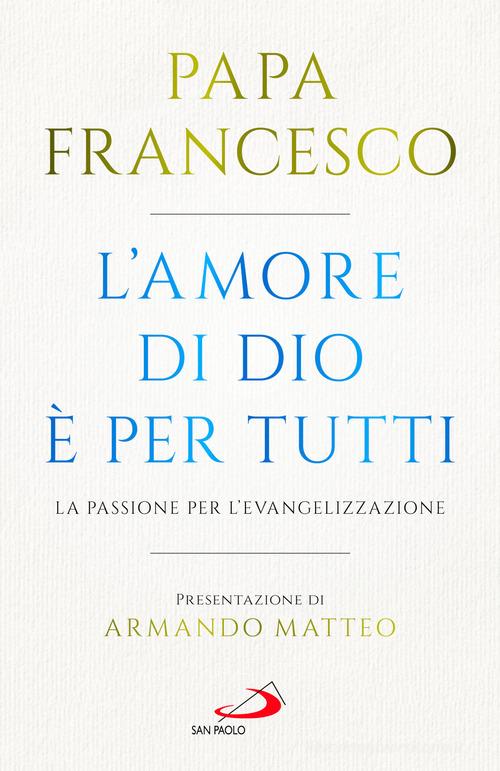 PAPA
FRANCESCO
L’AMORE
DI DIO
È PER TUTTI
LA PASSIONE PER L’EVANGELIZZAZIONE
PRESENTAZIONE DI
ARMANDO MATTEO
SAN PAOLO